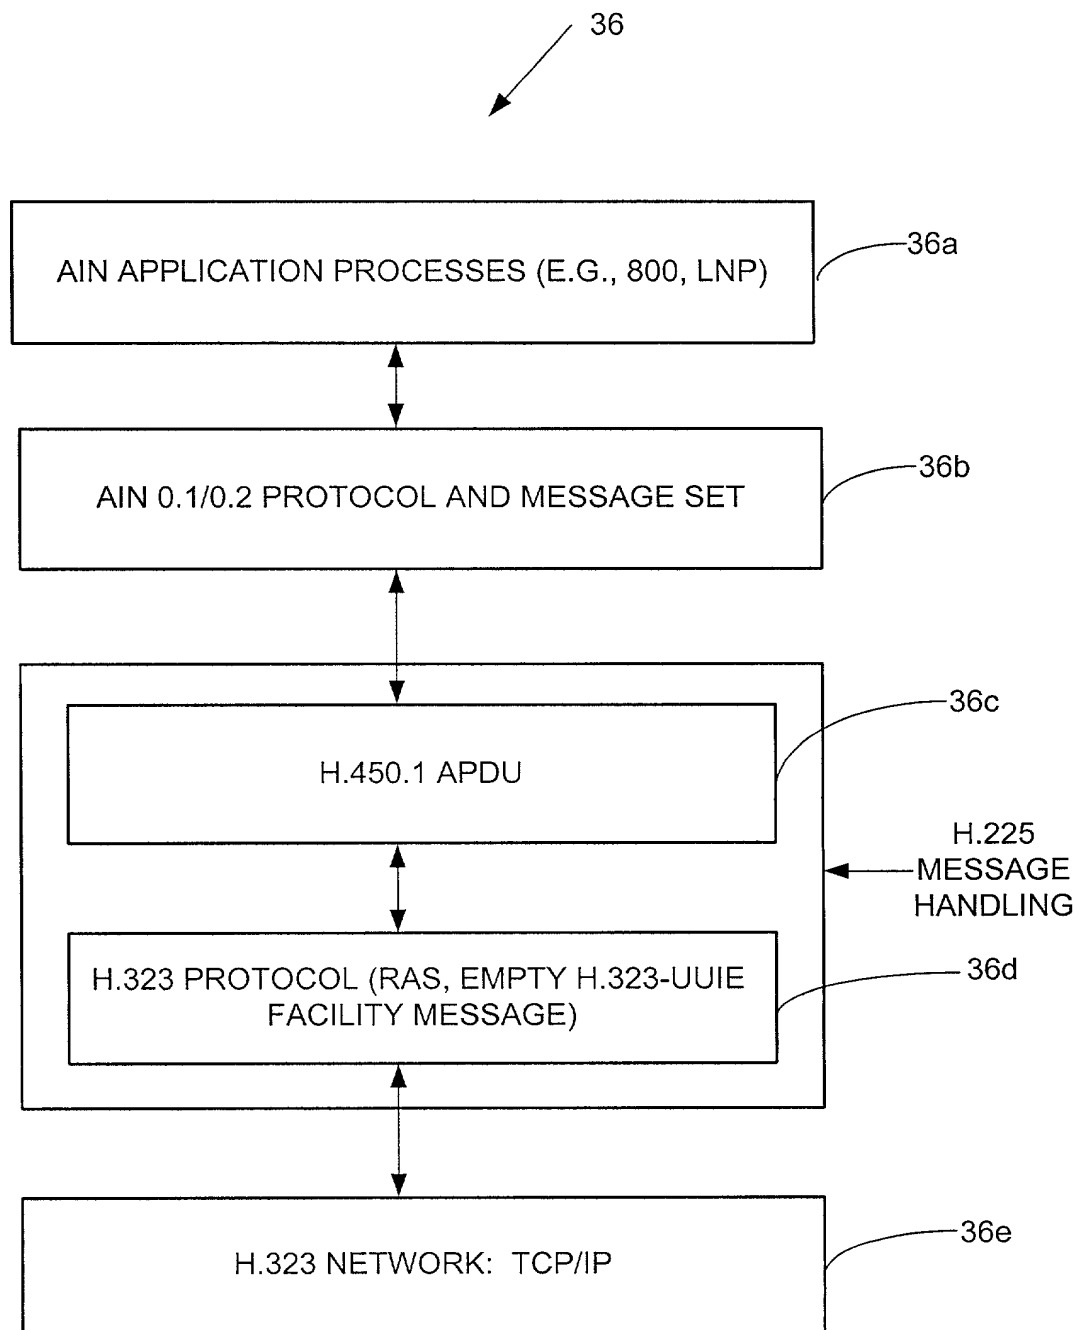 36
AIN APPLICATION PROCESSES (E.G., 800, LNP)
36a
AIN 0.1/0.2 PROTOCOL AND MESSAGE SET
36b
H.450.1 APDU
36c
H.225
MESSAGE
HANDLING
H.323 PROTOCOL (RAS, EMPTY H.323-UUIE
FACILITY MESSAGE)
36d
H.323 NETWORK: TCP/IP
36e